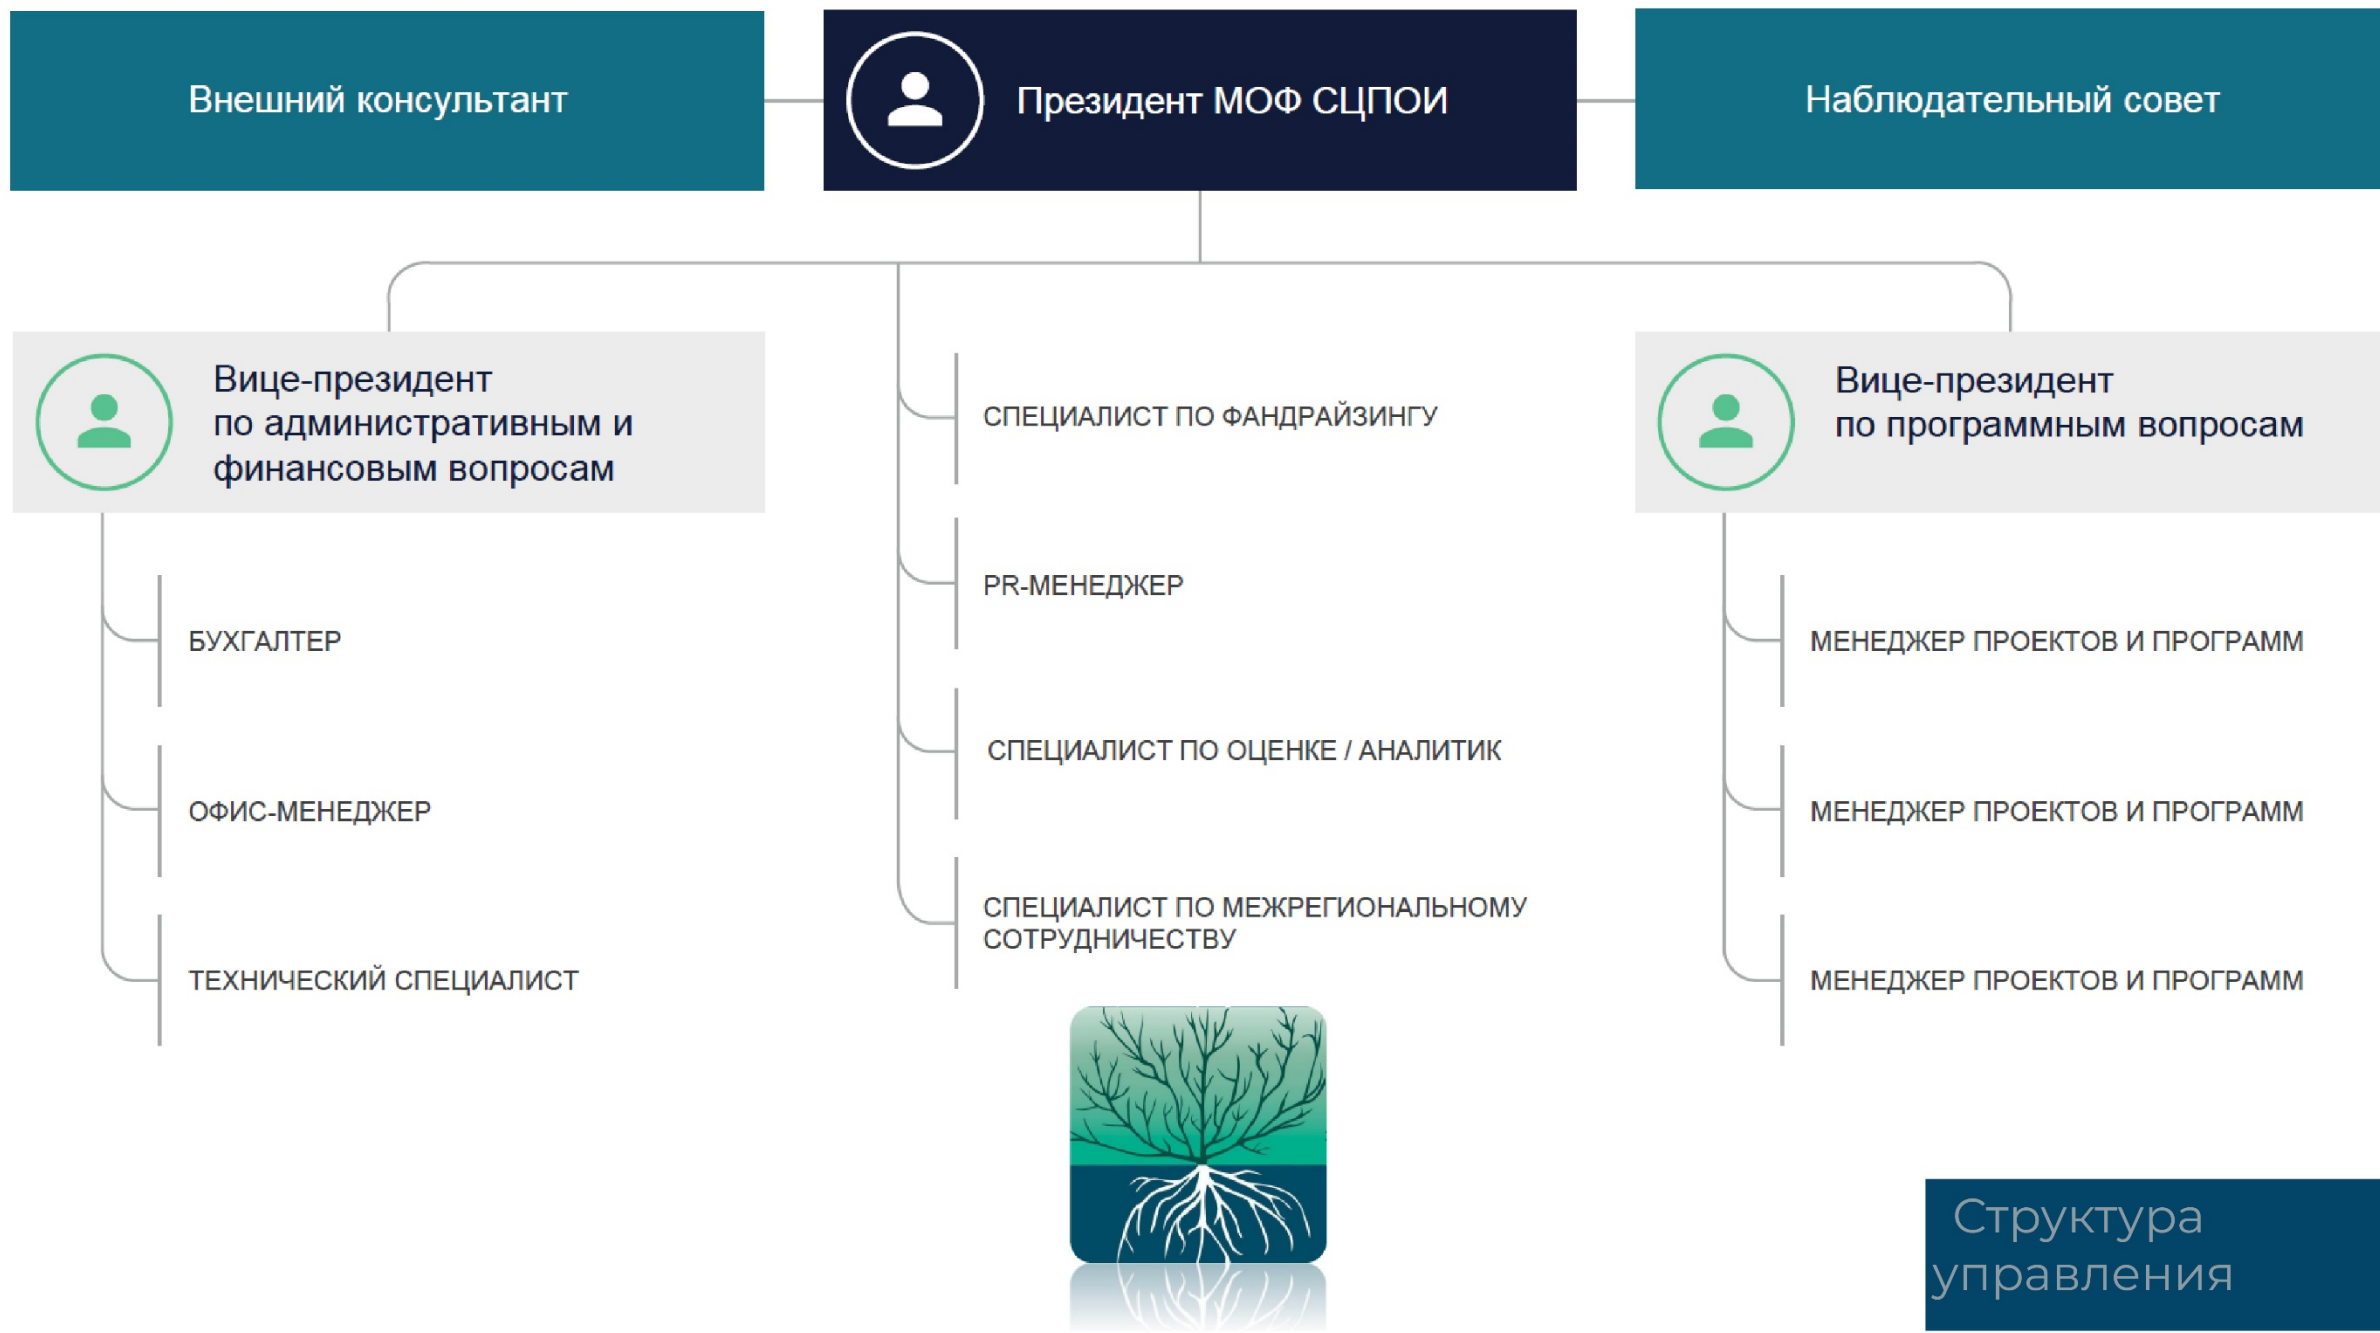 Внешний консультант
Президент МОФ СЦПОИ
Наблюдательный совет
Вице-президент
по административным и
финансовым вопросам
БУХГАЛТЕР
ОФИС-МЕНЕДЖЕР
ТЕХНИЧЕСКИЙ СПЕЦИАЛИСТ
СПЕЦИАЛИСТ ПО ФАНДРАЙЗИНГУ
PR-МЕНЕДЖЕР
СПЕЦИАЛИСТ ПО ОЦЕНКЕ / АНАЛИТИК
СПЕЦИАЛИСТ ПО МЕЖРЕГИОНАЛЬНОМУ
СОТРУДНИЧЕСТВУ
Вице-президент
по программным вопросам
МЕНЕДЖЕР ПРОЕКТОВ И ПРОГРАММ
МЕНЕДЖЕР ПРОЕКТОВ И ПРОГРАММ
МЕНЕДЖЕР ПРОЕКТОВ И ПРОГРАММ
Структура
управления